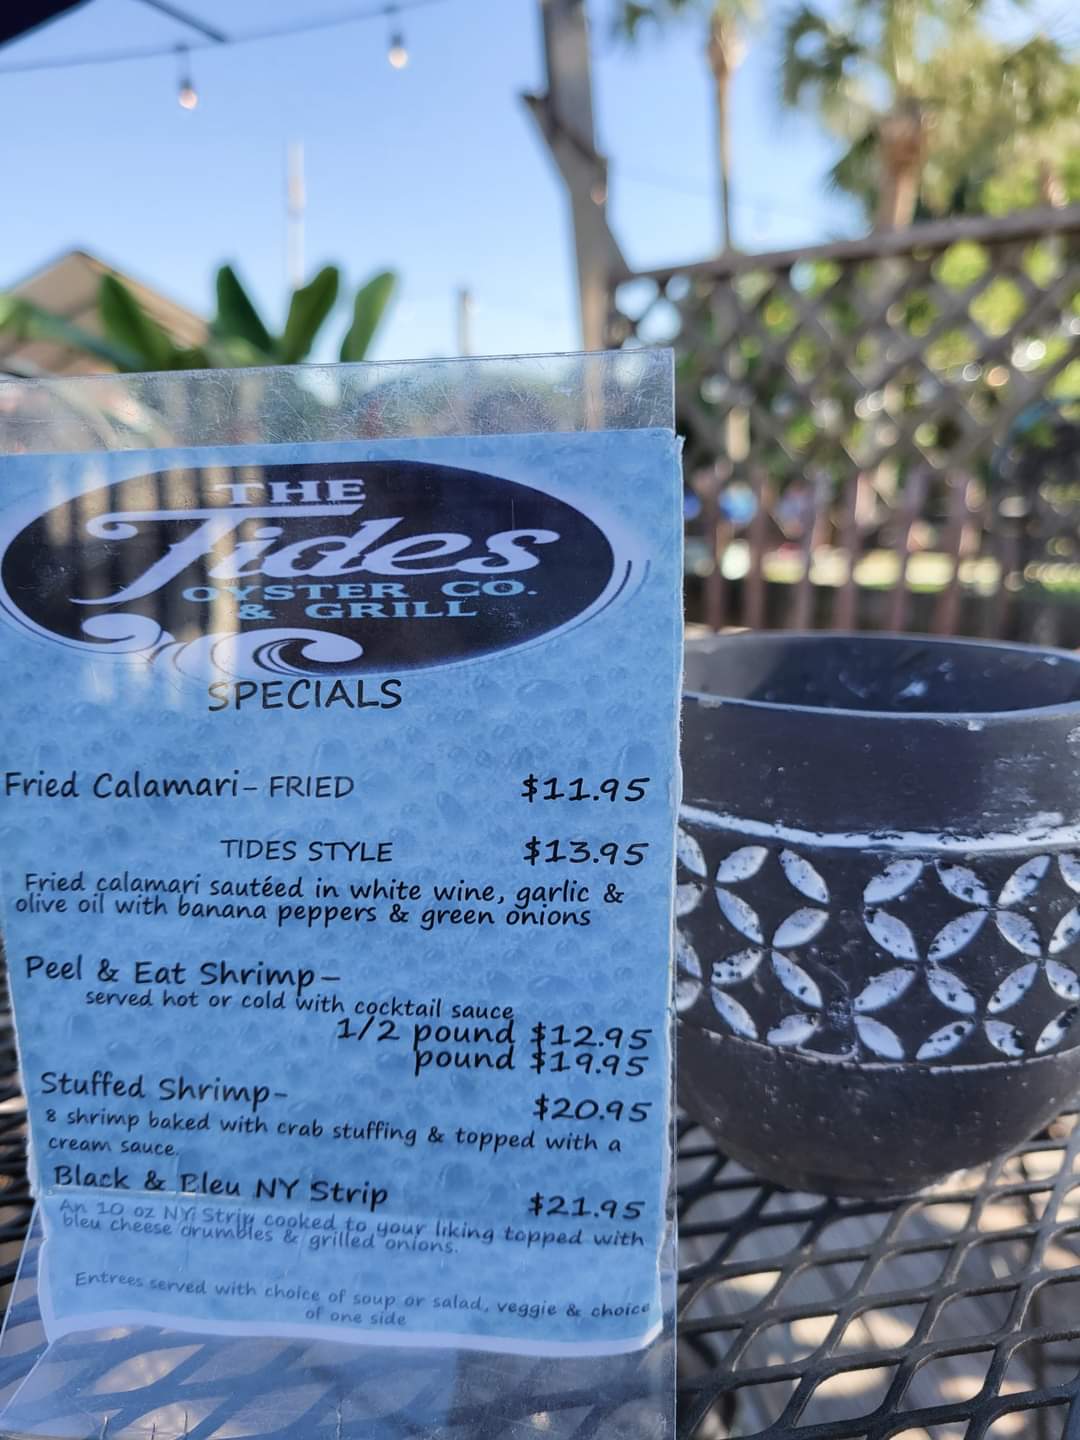 THE
Tides
OYSTER CO.
& GRILL
SPECIALS
Fried Calamari- FRIED $11.95
TIDES STYLE $13.95
Fried calamari sautéed in white wine, garlic &
olive oil with banana peppers & green onions
Peel & Eat Shrimp-
served hot or cold with cocktail sauce
1/2 pound $12.95
pound $19.95
Stuffed Shrimp- $20.95
8 shrimp baked with crab stuffing & topped with a
cream sauce.
Black & Bleu NY Strip $21.95
An 10 oz NY Strip cooked to your liking topped with
bleu cheese crumbles & grilled onions.
Entrees served with choice of soup or salad, veggie & choice
of one side